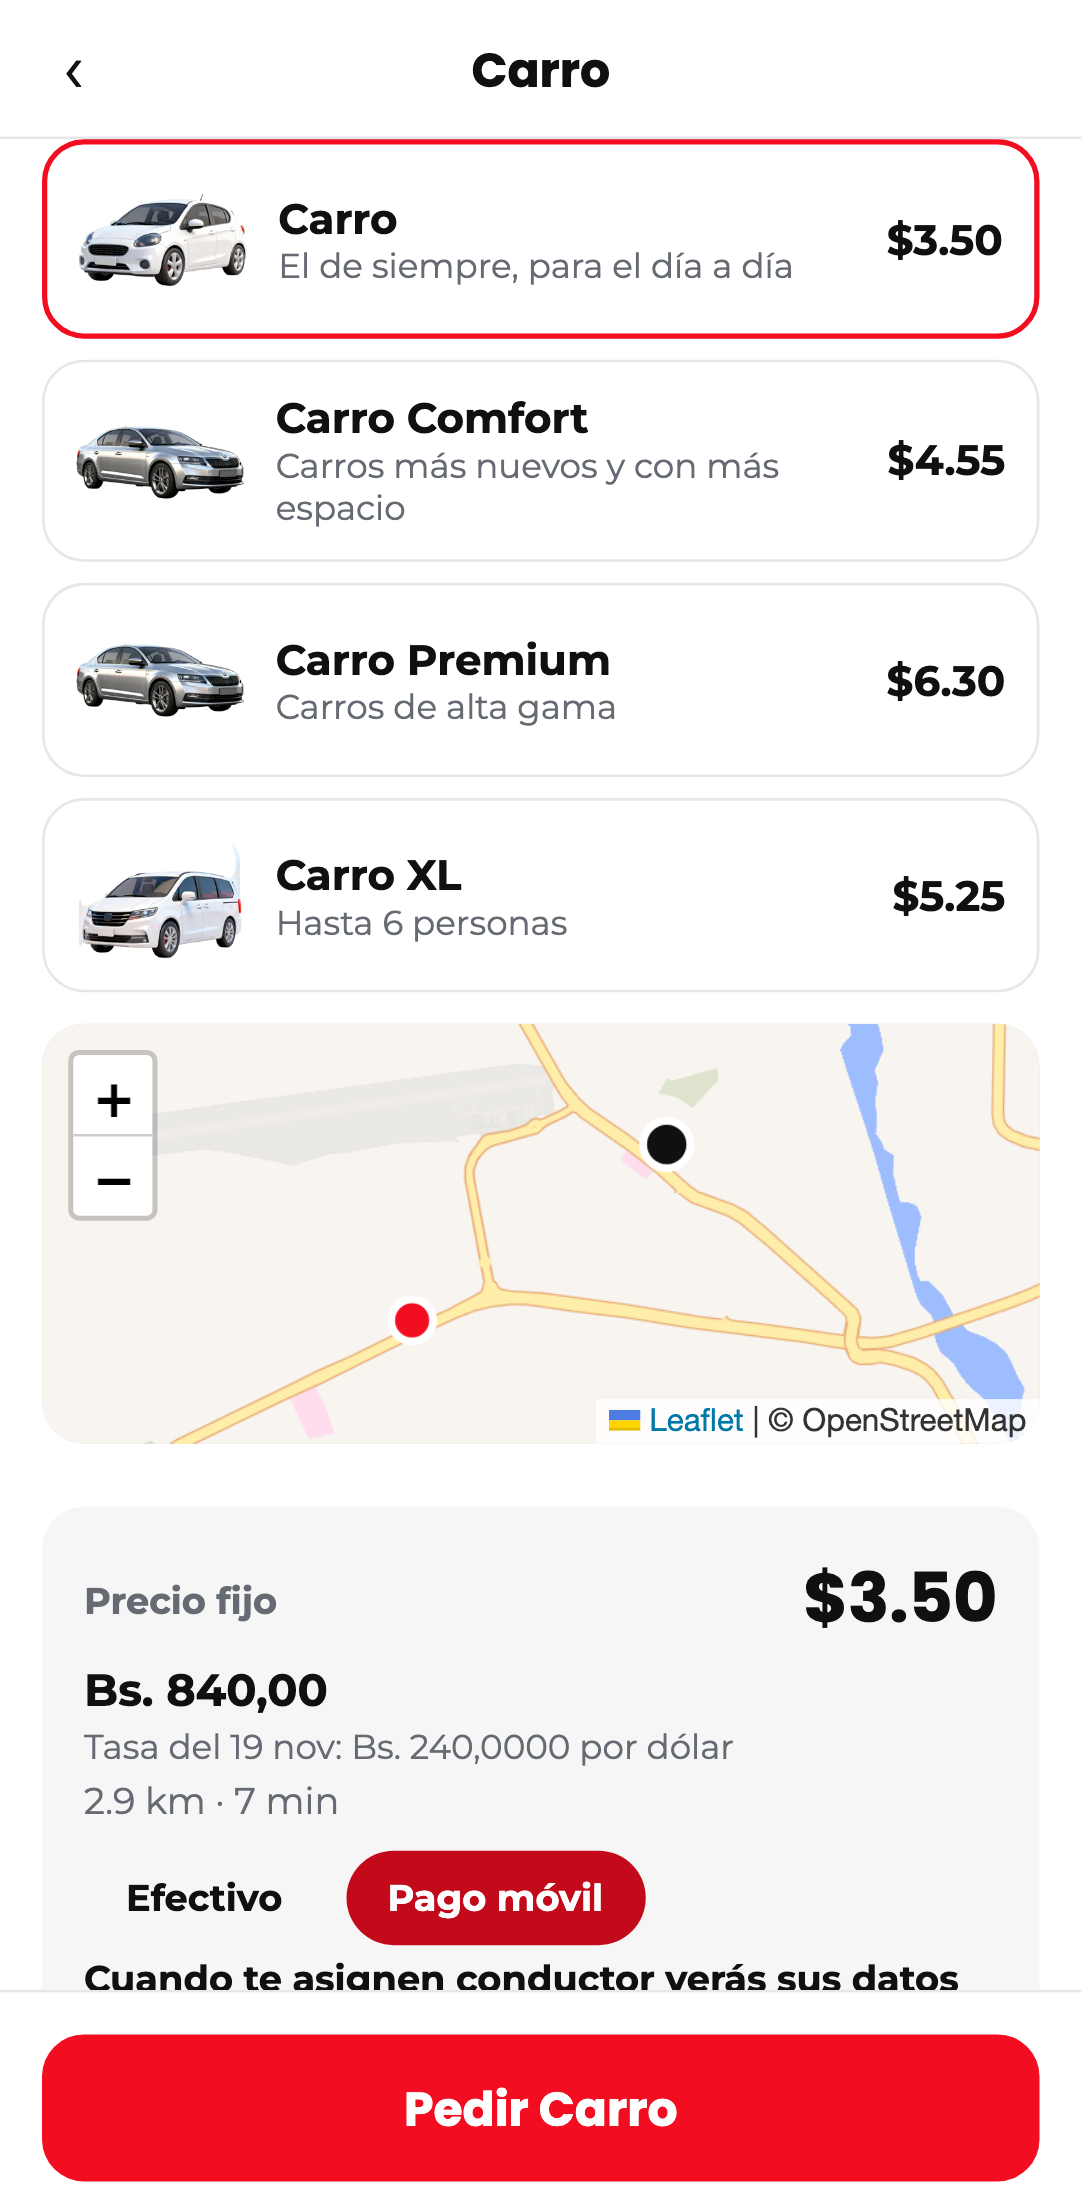 ‹
Carro
Carro
El de siempre, para el día a día
$3.50
Carro Comfort
Carros más nuevos y con más
espacio
$4.55
Carro Premium
Carros de alta gama
$6.30
Carro XL
Hasta 6 personas
$5.25
+
−
Leaflet | © OpenStreetMap
Precio fijo
$3.50
Bs. 840,00
Tasa del 19 nov: Bs. 240,0000 por dólar
2.9 km · 7 min
Efectivo
Pago móvil
Cuando te asignen conductor verás sus datos
Pedir Carro